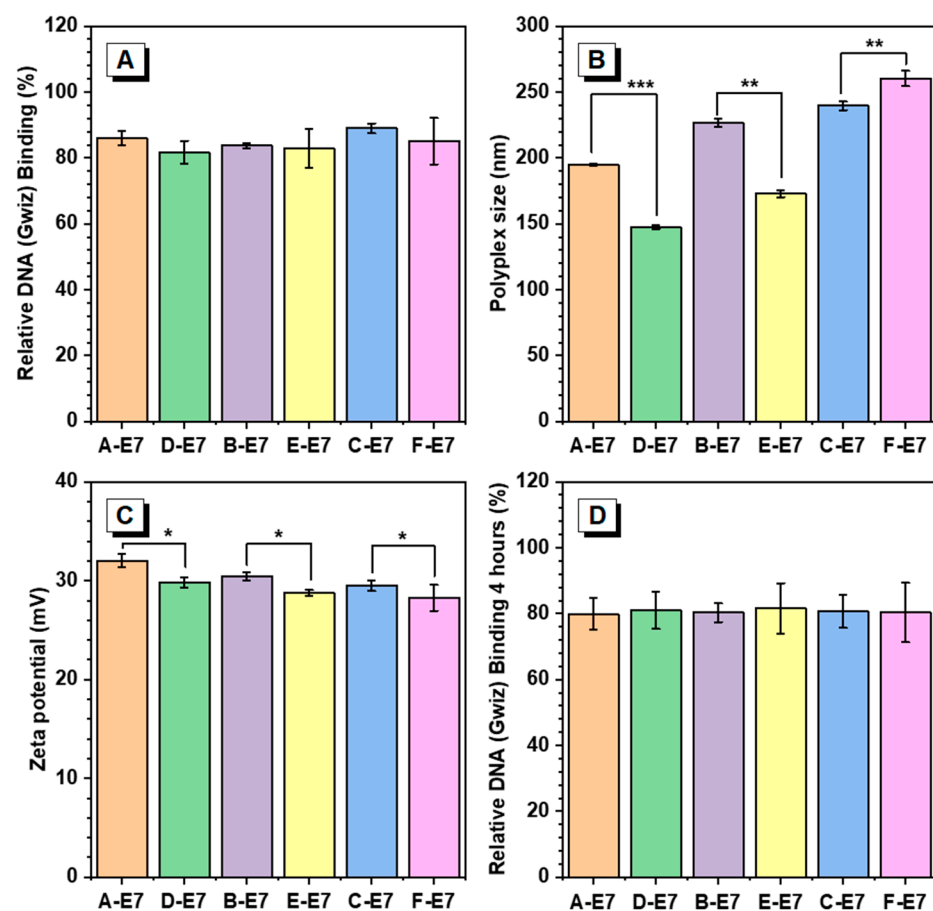 A
Relative DNA (Gwiz) Binding (%)
120
100
80
60
40
20
0
A-E7 D-E7 B-E7 E-E7 C-E7 F-E7
B
Polyplex size (nm)
300
250
200
150
100
50
0
***
**
**
A-E7 D-E7 B-E7 E-E7 C-E7 F-E7
C
Zeta potential (mV)
40
30
20
10
0
*
*
*
A-E7 D-E7 B-E7 E-E7 C-E7 F-E7
D
Relative DNA (Gwiz) Binding 4 hours (%)
120
100
80
60
40
20
0
A-E7 D-E7 B-E7 E-E7 C-E7 F-E7